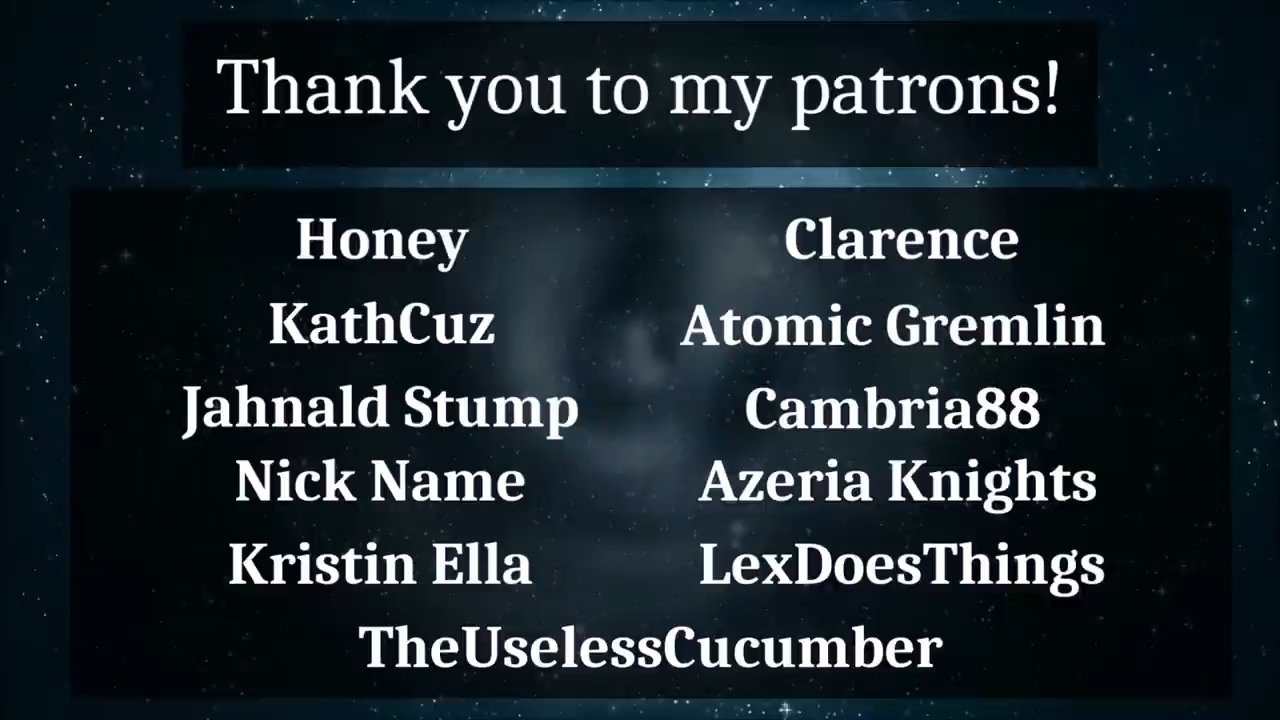 Thank you to my patrons!
Honey
Clarence
KathCuz
Atomic Gremlin
Jahnald Stump
Cambria88
Nick Name
Azeria Knights
Kristin Ella
LexDoesThings
TheUselessCucumber